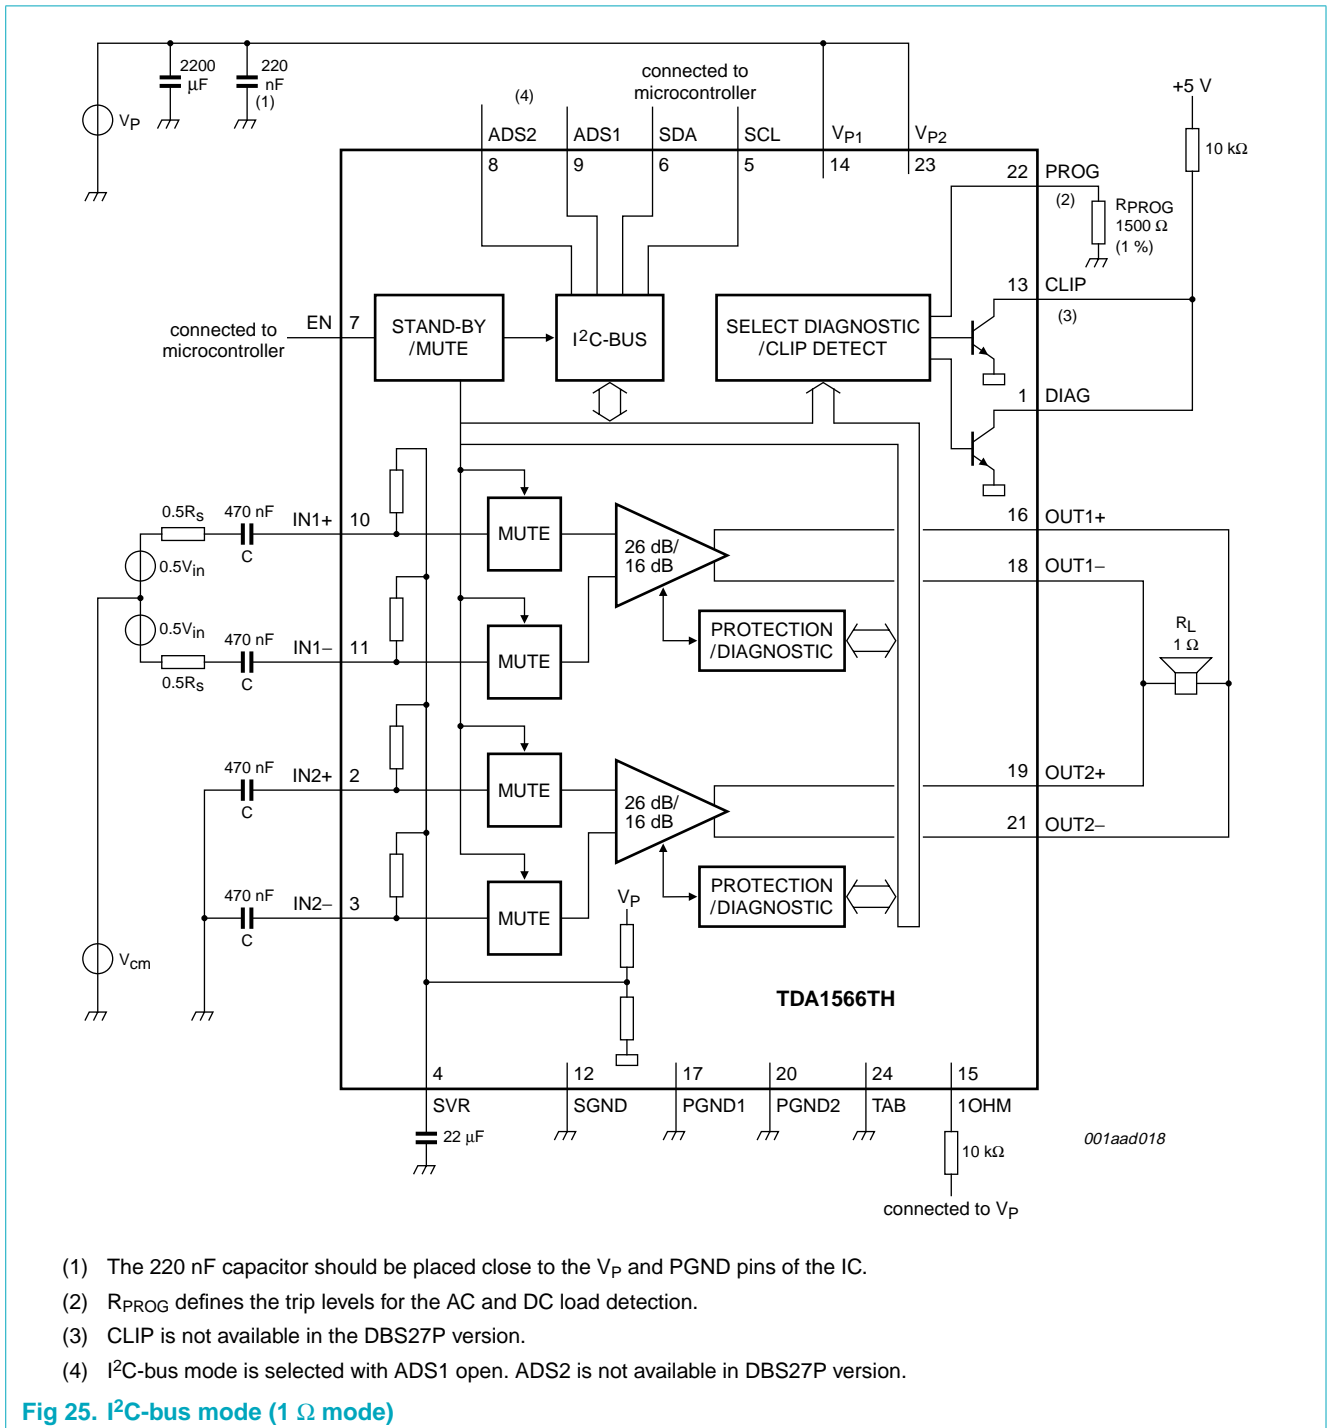 2200
µF
220
nF
(1)
VP
(4)
connected to
microcontroller
+5 V
10 kΩ
ADS2
ADS1
SDA
SCL
VP1
VP2
8
9
6
5
14
23
22
PROG
(2)
RPROG
1500 Ω
(1 %)
13
CLIP
(3)
connected to
microcontroller
EN
7
STAND-BY
/MUTE
I2C-BUS
SELECT DIAGNOSTIC
/CLIP DETECT
1
DIAG
0.5Rs
470 nF
C
IN1+
10
MUTE
26 dB/
16 dB
16
OUT1+
0.5Vin
18
OUT1−
0.5Vin
470 nF
IN1−
11
0.5Rs
C
MUTE
PROTECTION
/DIAGNOSTIC
RL
1 Ω
470 nF
C
IN2+
2
MUTE
26 dB/
16 dB
19
OUT2+
21
OUT2−
470 nF
C
IN2−
3
MUTE
VP
PROTECTION
/DIAGNOSTIC
Vcm
TDA1566TH
4
12
17
20
24
15
SVR
SGND
PGND1
PGND2
TAB
1OHM
22 µF
10 kΩ
001aad018
connected to VP
(1) The 220 nF capacitor should be placed close to the VP and PGND pins of the IC.
(2) RPROG defines the trip levels for the AC and DC load detection.
(3) CLIP is not available in the DBS27P version.
(4) I2C-bus mode is selected with ADS1 open. ADS2 is not available in DBS27P version.
Fig 25. I2C-bus mode (1 Ω mode)